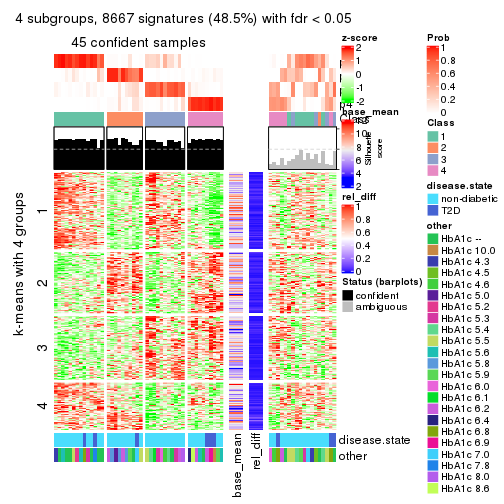 4 subgroups, 8667 signatures (48.5%) with fdr < 0.05
45 confident samples
z-score
2
1
0
-1
-2
base_mean
12
10
8
6
4
2
rel_diff
1
0.8
0.6
0.4
0.2
0
Status (barplots)
confident
ambiguous
Silhouette
score
p4
Prob
1
0.8
0.6
0.4
0.2
0
Class
1
2
3
4
disease.state
non-diabetic
T2D
other
HbA1c --
HbA1c 10.0
HbA1c 4.3
HbA1c 4.5
HbA1c 4.6
HbA1c 5.0
HbA1c 5.2
HbA1c 5.3
HbA1c 5.4
HbA1c 5.5
HbA1c 5.6
HbA1c 5.8
HbA1c 5.9
HbA1c 6.0
HbA1c 6.1
HbA1c 6.2
HbA1c 6.4
HbA1c 6.8
HbA1c 6.9
HbA1c 7.0
HbA1c 7.8
HbA1c 8.0
HbA1c 8.6
k-means with 4 groups
1
2
3
4
base_mean
rel_diff
disease.state
other